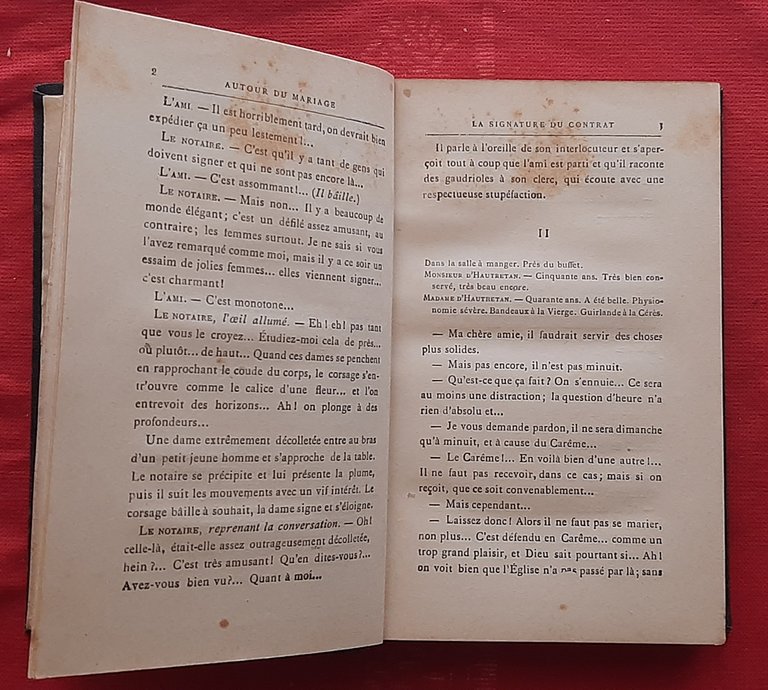 2
AUTOUR DU MARIAGE
L'AMI. — Il est horriblement tard, on devrait bien
expédier ça un peu lestement!...
LE NOTAIRE. — C'est qu'il y a tant de gens qui
doivent signer et qui ne sont pas encore là...
L'AMI. — C'est assommant!... (Il bâille.)
LE NOTAIRE. — Mais non... Il y a beaucoup de
monde élégant; c'est un défilé assez amusant, au
contraire; les femmes surtout. Je ne sais si vous
l'avez remarqué comme moi, mais il y a ce soir un
essaim de jolies femmes... elles viennent signer...
c'est charmant!
L'AMI. — C'est monotone...
LE NOTAIRE, l'œil allumé. — Eh! eh! pas tant
que vous le croyez... Étudiez-moi cela de près...
où plutôt... de haut... Quand ces dames se penchent
en rapprochant le coude du corps, le corsage s'en-
tr'ouvre comme le calice d'une fleur... et l'on
entrevoit des horizons... Ah! on plonge à des
profondeurs...
Une dame extrêmement décolletée entre au bras
d'un petit jeune homme et s'approche de la table.
Le notaire se précipite et lui présente la plume,
puis il suit les mouvements avec un vif intérêt. Le
corsage bâille à souhait, la dame signe et s'éloigne.
LE NOTAIRE, reprenant la conversation. — Oh!
celle-là, était-elle assez outrageusement décolletée,
hein?... C'est très amusant! Qu'en dites-vous?...
Avez-vous bien vu?... Quant à moi...
LA SIGNATURE DU CONTRAT
3
Il parle à l'oreille de son interlocuteur et s'aper-
çoit tout à coup que l'ami est parti et qu'il raconte
des gaudrioles à son clerc, qui écoute avec une
respectueuse stupéfaction.
II
Dans la salle à manger. Près du buffet.
MONSIEUR D'HAUTRETAN. — Cinquante ans. Très bien con-
servé, très beau encore.
MADAME D'HAUTRETAN. — Quarante ans. A été belle. Physio-
nomie sévère. Bandeaux à la Vierge. Guirlande à la Cérès.
— Ma chère amie, il faudrait servir des choses
plus solides.
— Mais pas encore, il n'est pas minuit.
— Qu'est-ce que ça fait? On s'ennuie... Ce sera
au moins une distraction; la question d'heure n'a
rien d'absolu et...
— Je vous demande pardon, il ne sera dimanche
qu'à minuit, et à cause du Carême...
— Le Carême!... En voilà bien d'une autre!...
Il ne faut pas recevoir, dans ce cas; mais si on
reçoit, que ce soit convenablement...
— Mais cependant...
— Laissez donc! Alors il ne faut pas se marier,
non plus... C'est défendu en Carême... comme un
trop grand plaisir, et Dieu sait pourtant si... Ah!
on voit bien que l'Église n'a pas passé par là; sans